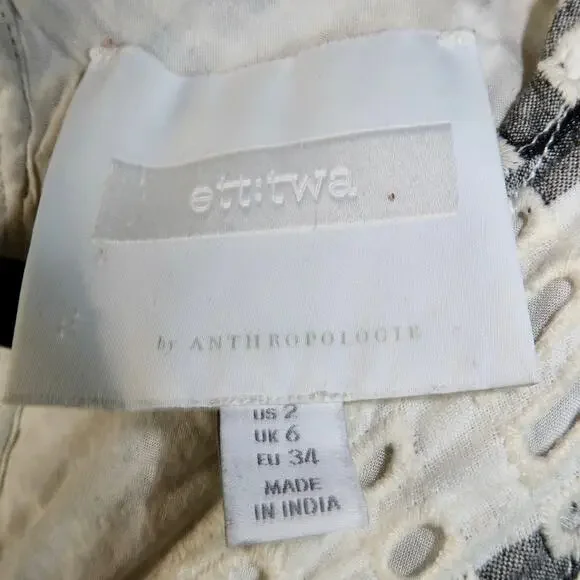 ett:twa
by ANTHROPOLOGIE
US 2
UK 6
EU 34
MADE
IN INDIA